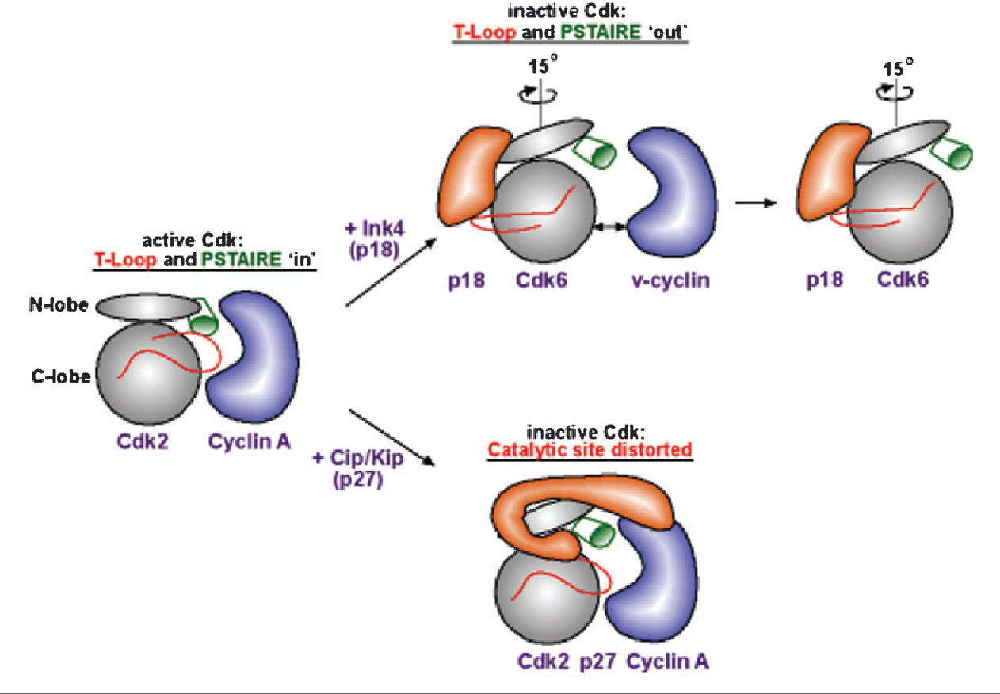 inactive Cdk:
T-Loop and PSTAIRE ‘out’
15°
15°
+ Ink4
(p18)
p18 Cdk6 v-cyclin
p18 Cdk6
active Cdk:
T-Loop and PSTAIRE ‘in’
N-lobe
C-lobe
Cdk2 Cyclin A
+ Cip/Kip
(p27)
inactive Cdk:
Catalytic site distorted
Cdk2 p27 Cyclin A